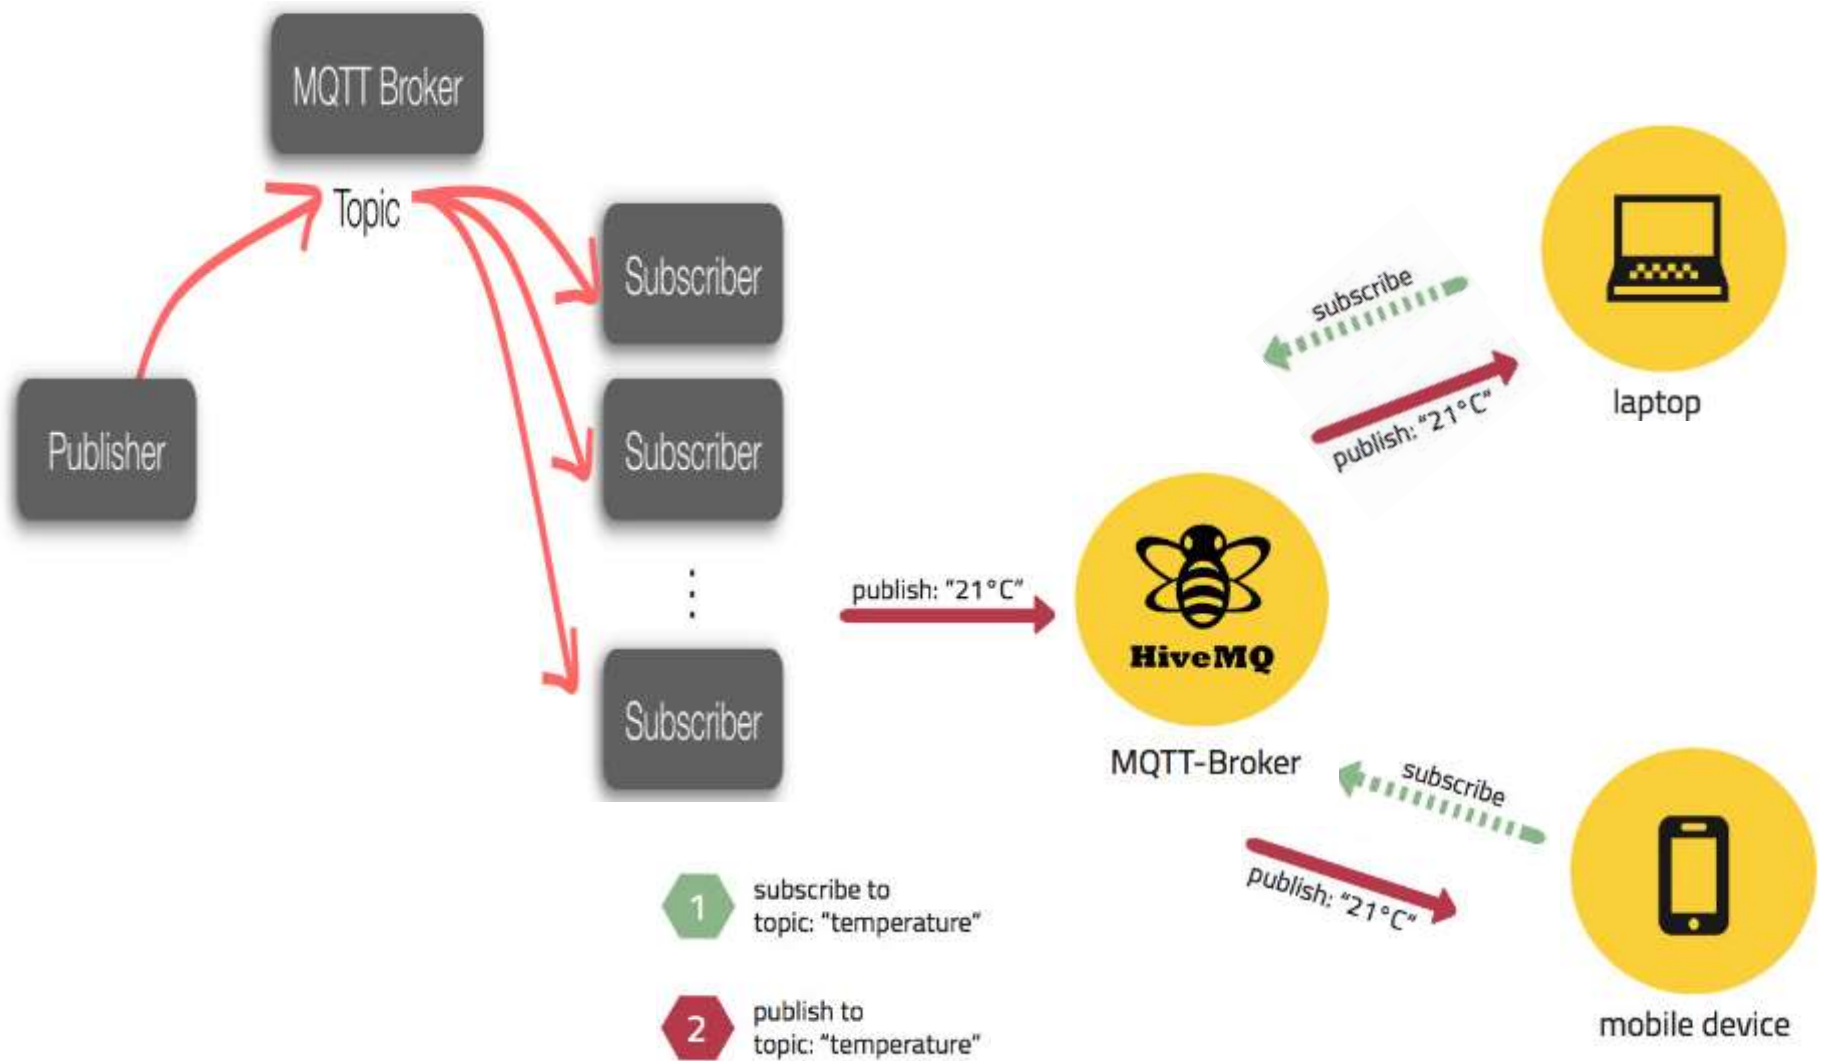 MQTT Broker
Topic
Subscriber
Publisher
Subscriber
Subscriber
publish: "21°C"
HiveMQ
MQTT-Broker
subscribe
publish: "21°C"
laptop
subscribe
publish: "21°C"
mobile device
1
subscribe to
topic: "temperature"
2
publish to
topic: "temperature"